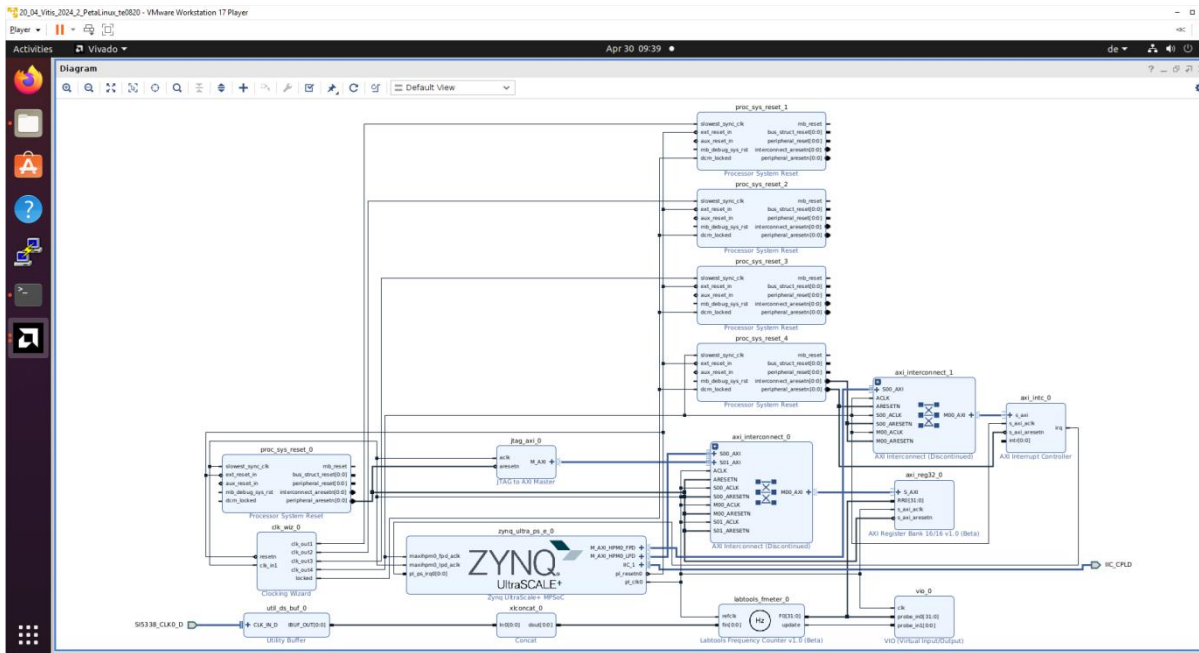 20_04_Vitis_2024_2_PetaLinux_te0820 - VMware Workstation 17 Player
Player
Activities
Vivado
Apr 30 09:39
de
Diagram
Default View
proc_sys_reset_1
slowest_sync_clk mb_reset
ext_reset_in bus_struct_reset[0:0]
aux_reset_in peripheral_reset[0:0]
mb_debug_sys_rst interconnect_aresetn[0:0]
dcm_locked peripheral_aresetn[0:0]
Processor System Reset
proc_sys_reset_2
slowest_sync_clk mb_reset
ext_reset_in bus_struct_reset[0:0]
aux_reset_in peripheral_reset[0:0]
mb_debug_sys_rst interconnect_aresetn[0:0]
dcm_locked peripheral_aresetn[0:0]
Processor System Reset
proc_sys_reset_3
slowest_sync_clk mb_reset
ext_reset_in bus_struct_reset[0:0]
aux_reset_in peripheral_reset[0:0]
mb_debug_sys_rst interconnect_aresetn[0:0]
dcm_locked peripheral_aresetn[0:0]
Processor System Reset
proc_sys_reset_4
slowest_sync_clk mb_reset
ext_reset_in bus_struct_reset[0:0]
aux_reset_in peripheral_reset[0:0]
mb_debug_sys_rst interconnect_aresetn[0:0]
dcm_locked peripheral_aresetn[0:0]
Processor System Reset
axi_interconnect_1
S00_AXI
ACLK
ARESETN
S00_ACLK M00_AXI
S00_ARESETN
M00_ACLK
M00_ARESETN
AXI Interconnect (Discontinued)
axi_intc_0
s_axi
s_axi_aclk
s_axi_aresetn irq
intr[0:0]
AXI Interrupt Controller
proc_sys_reset_0
slowest_sync_clk mb_reset
ext_reset_in bus_struct_reset[0:0]
aux_reset_in peripheral_reset[0:0]
mb_debug_sys_rst interconnect_aresetn[0:0]
dcm_locked peripheral_aresetn[0:0]
Processor System Reset
jtag_axi_0
aclk M_AXI
aresetn
JTAG to AXI Master
axi_interconnect_0
S00_AXI
S01_AXI
ACLK
ARESETN
S00_ACLK
S00_ARESETN M00_AXI
M00_ACLK
M00_ARESETN
S01_ACLK
S01_ARESETN
AXI Interconnect (Discontinued)
axi_reg32_0
S_AXI
RR0[31:0]
s_axi_aclk
s_axi_aresetn
AXI Register Bank 16/16 v1.0 (Beta)
clk_wiz_0
clk_out1
clk_out2
resetn clk_out3
clk_in1 clk_out4
locked
Clocking Wizard
zynq_ultra_ps_e_0
maxihpm0_fpd_aclk
maxihpm0_lpd_aclk
pl_ps_irq0[0:0]
ZYNQ
UltraSCALE+
M_AXI_HPM0_FPD
M_AXI_HPM0_LPD
IIC_1
pl_resetn0
pl_clk0
Zynq UltraScale+ MPSoC
IIC_CPLD
util_ds_buf_0
SI5338_CLK0_D
CLK_IN_D IBUF_OUT[0:0]
Utility Buffer
xlconcat_0
In0[0:0] dout[0:0]
Concat
labtools_fmeter_0
refclk F0[31:0]
fin[0:0] update
Hz
Labtools Frequency Counter v1.0 (Beta)
vio_0
clk
probe_in0[31:0]
probe_in1[0:0]
VIO (Virtual Input/Output)